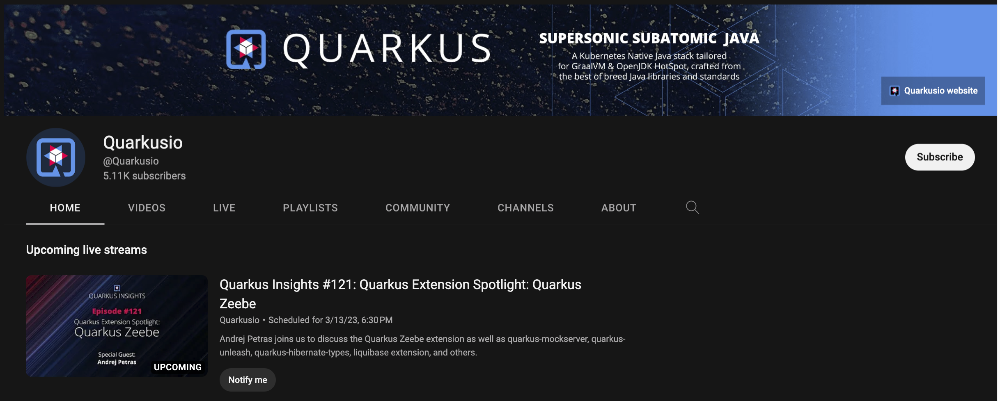 QUARKUS
SUPERSONIC SUBATOMIC JAVA
A Kubernetes Native Java stack tailored
for GraalVM & OpenJDK HotSpot, crafted from
the best of breed Java libraries and standards
Quarkusio website
Quarkusio
@Quarkusio
5.11K subscribers
Subscribe
HOME VIDEOS LIVE PLAYLISTS COMMUNITY CHANNELS ABOUT
Upcoming live streams
QUARKUS INSIGHTS
Episode #121
Quarkus Extension Spotlight:
Quarkus Zeebe
Special Guest:
Andrej Petras
UPCOMING
Quarkus Insights #121: Quarkus Extension Spotlight: Quarkus
Zeebe
Quarkusio • Scheduled for 3/13/23, 6:30 PM
Andrej Petras joins us to discuss the Quarkus Zeebe extension as well as quarkus-mockserver, quarkus-
unleash, quarkus-hibernate-types, liquibase extension, and others.
Notify me